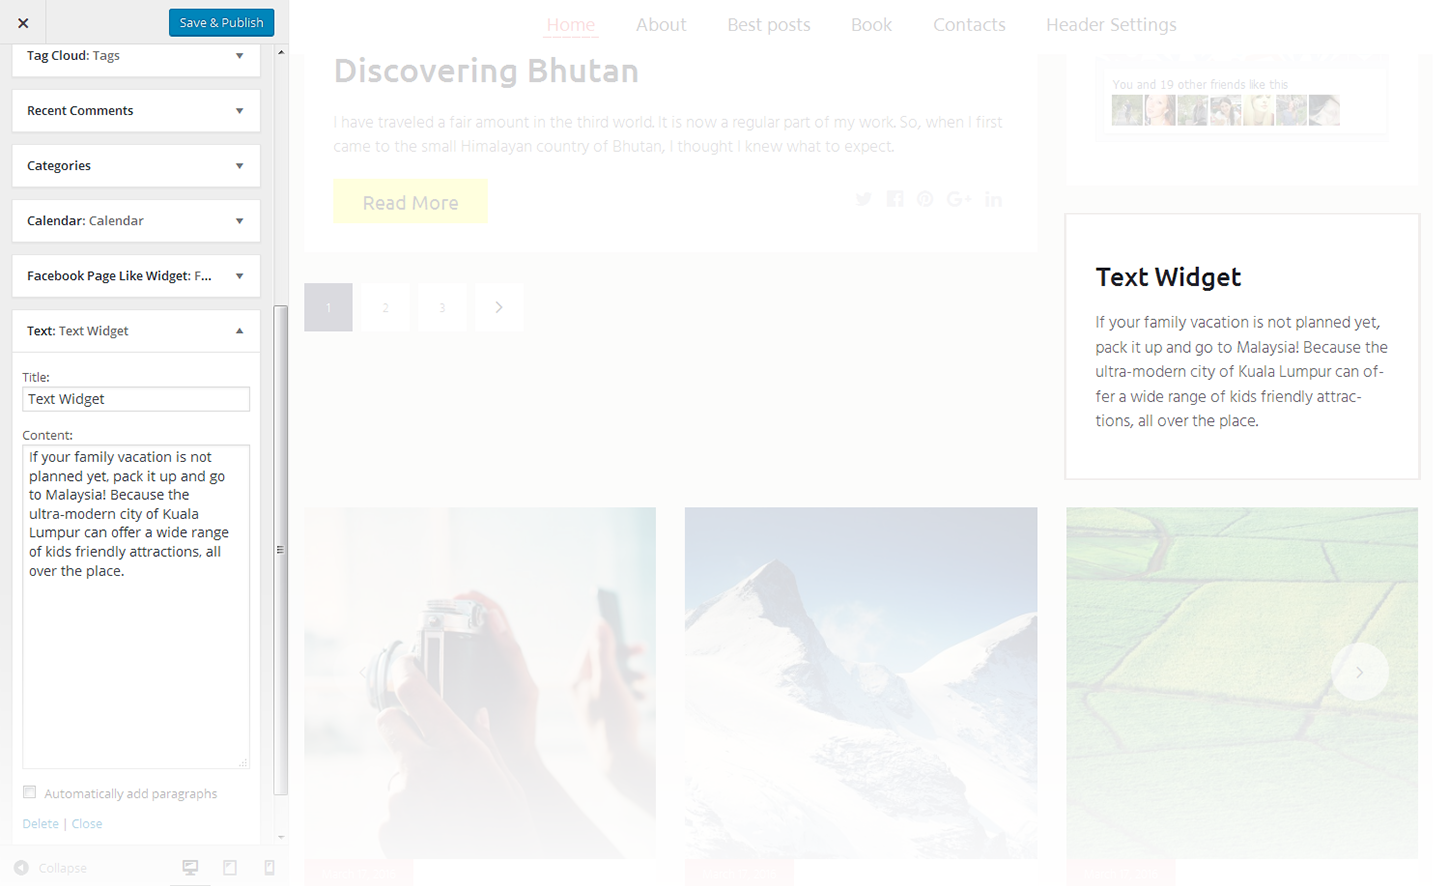 Save & Publish
Tag Cloud: Tags
Recent Comments
Categories
Calendar: Calendar
Facebook Page Like Widget: F...
Text: Text Widget
Title:
Text Widget
Content:
If your family vacation is not
planned yet, pack it up and go
to Malaysia! Because the
ultra-modern city of Kuala
Lumpur can offer a wide range
of kids friendly attractions, all
over the place.
Automatically add paragraphs
Delete | Close
Collapse
Home About Best posts Book Contacts Header Settings
Discovering Bhutan
I have traveled a fair amount in the third world. It is now a regular part of my work. So, when I first
came to the small Himalayan country of Bhutan, I thought I knew what to expect.
Read More
1 2 3
You and 19 other friends like this
Text Widget
If your family vacation is not planned yet,
pack it up and go to Malaysia! Because the
ultra-modern city of Kuala Lumpur can of-
fer a wide range of kids friendly attrac-
tions, all over the place.